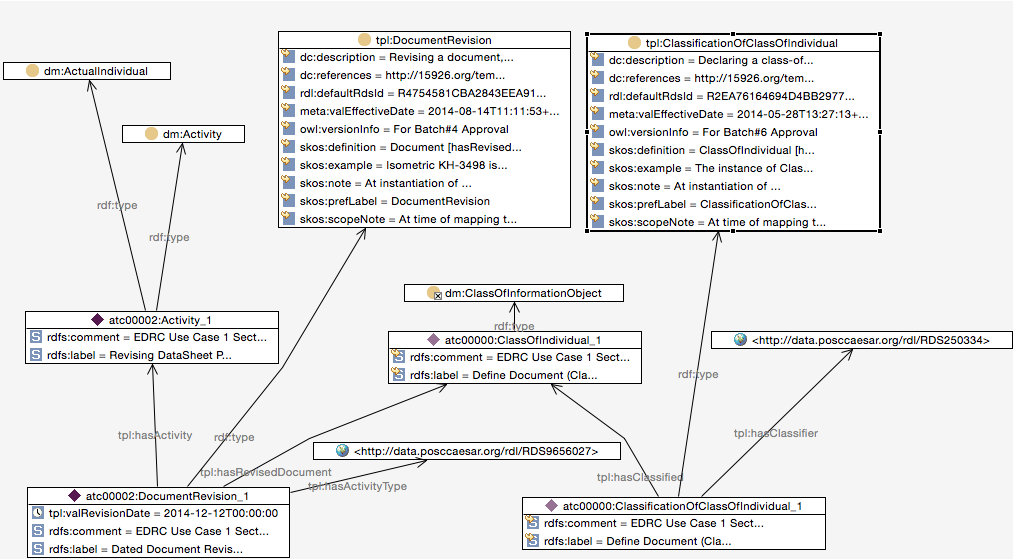 tpl:DocumentRevision
dc:description = Revising a document,...
dc:references = http://15926.org/tem...
rdl:defaultRdsId = R4754581CBA2843EEA91...
meta:valEffectiveDate = 2014-08-14T11:11:53+...
owl:versionInfo = For Batch#4 Approval
skos:definition = Document [hasRevised...
skos:example = Isometric KH-3498 is...
skos:note = At instantiation of ...
skos:prefLabel = DocumentRevision
skos:scopeNote = At time of mapping t...
tpl:ClassificationOfClassOfIndividual
dc:description = Declaring a class-of...
dc:references = http://15926.org/tem...
rdl:defaultRdsId = R2EA76164694D4BB2977...
meta:valEffectiveDate = 2014-05-28T13:27:13+...
owl:versionInfo = For Batch#6 Approval
skos:definition = ClassOfIndividual [h...
skos:example = The instance of Clas...
skos:note = At instantiation of ...
skos:prefLabel = ClassificationOfClas...
skos:scopeNote = At time of mapping t...
dm:ActualIndividual
dm:Activity
rdf:type
rdf:type
dm:ClassOfInformationObject
rdf:type
atc00002:Activity_1
rdfs:comment = EDRC Use Case 1 Sect...
rdfs:label = Revising DataSheet P...
atc00000:ClassOfIndividual_1
rdfs:comment = EDRC Use Case 1 Sect...
rdfs:label = Define Document (Cla...
<http://data.posccaesar.org/rdl/RDS250334>
rdf:type
tpl:hasActivity
rdf:type
tpl:hasClassifier
<http://data.posccaesar.org/rdl/RDS9656027>
tpl:hasRevisedDocument
tpl:hasActivityType
tpl:hasClassified
atc00002:DocumentRevision_1
tpl:valRevisionDate = 2014-12-12T00:00:00
rdfs:comment = EDRC Use Case 1 Sect...
rdfs:label = Dated Document Revis...
atc00000:ClassificationOfClassOfIndividual_1
rdfs:comment = EDRC Use Case 1 Sect...
rdfs:label = Define Document (Cla...